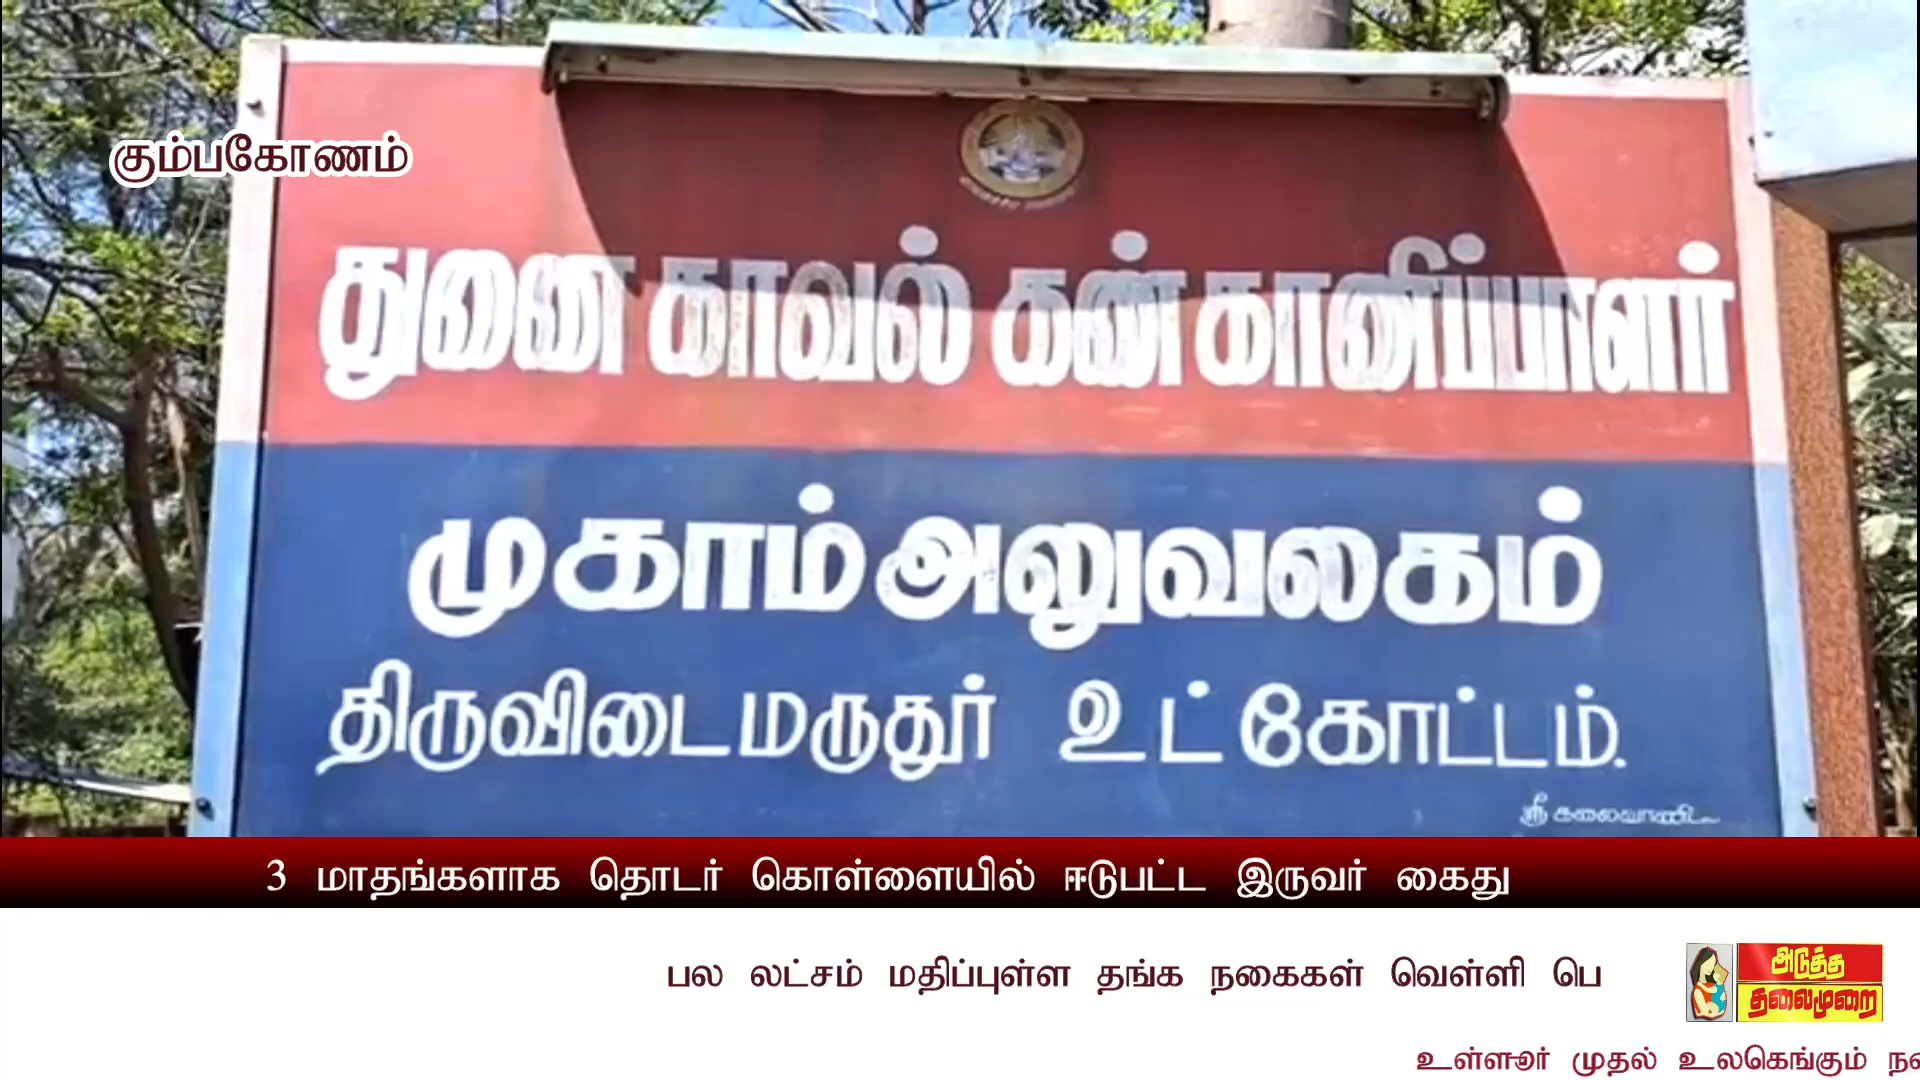 கும்பகோணம்
துனை காவல் கண்கானிப்பாளர்
முகாம் அலுவலகம்
திருவிடைமருதூர் உட்கோட்டம்.
ஸ்ரீ கலைவாணி
3 மாதங்களாக தொடர் கொள்ளையில் ஈடுபட்ட இருவர் கைது
பல லட்சம் மதிப்புள்ள தங்க நகைகள் வெள்ளி பெ
அடுத்த
தலைமுறை
உள்ளூர் முதல் உலகெங்கும்